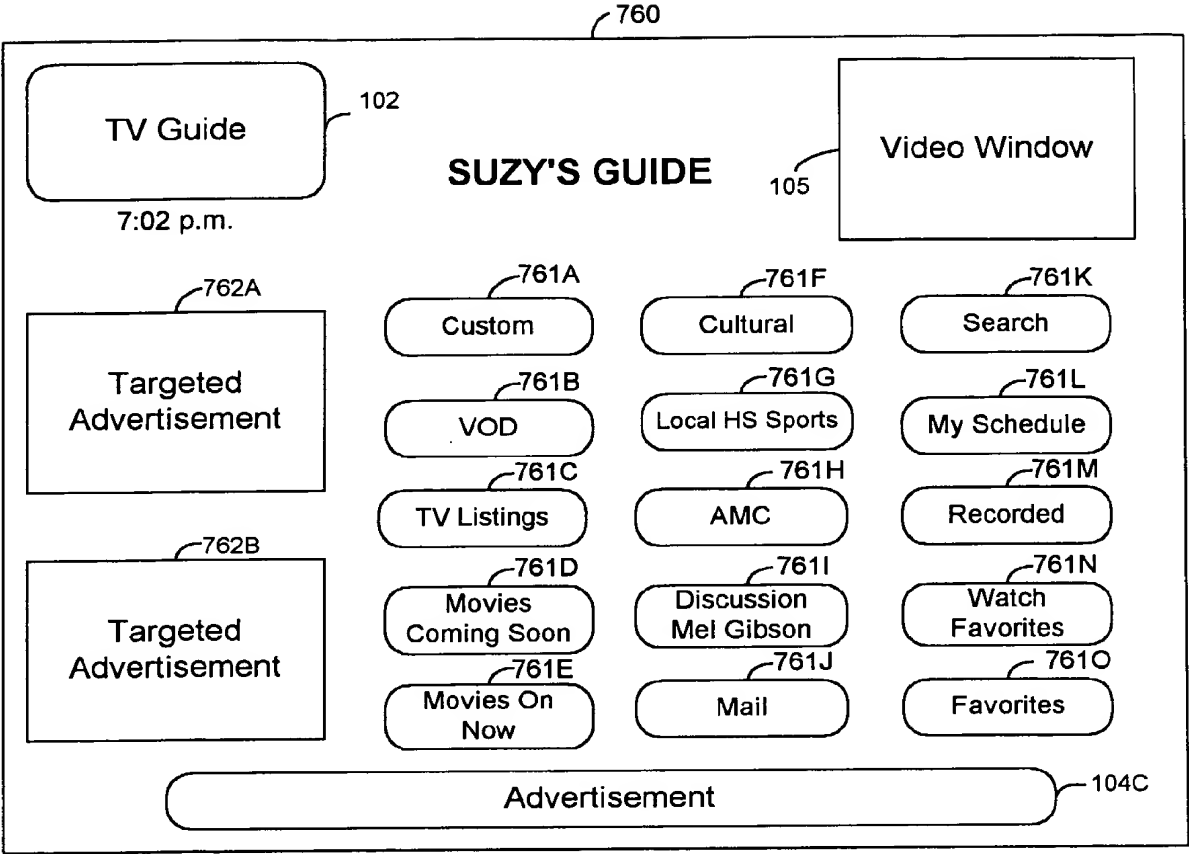 760
TV Guide
102
7:02 p.m.
SUZY'S GUIDE
Video Window
105
762A
Targeted
Advertisement
762B
Targeted
Advertisement
761A
Custom
761B
VOD
761C
TV Listings
761D
Movies
Coming Soon
761E
Movies On
Now
761F
Cultural
761G
Local HS Sports
761H
AMC
761I
Discussion
Mel Gibson
761J
Mail
761K
Search
761L
My Schedule
761M
Recorded
761N
Watch
Favorites
761O
Favorites
Advertisement
104C